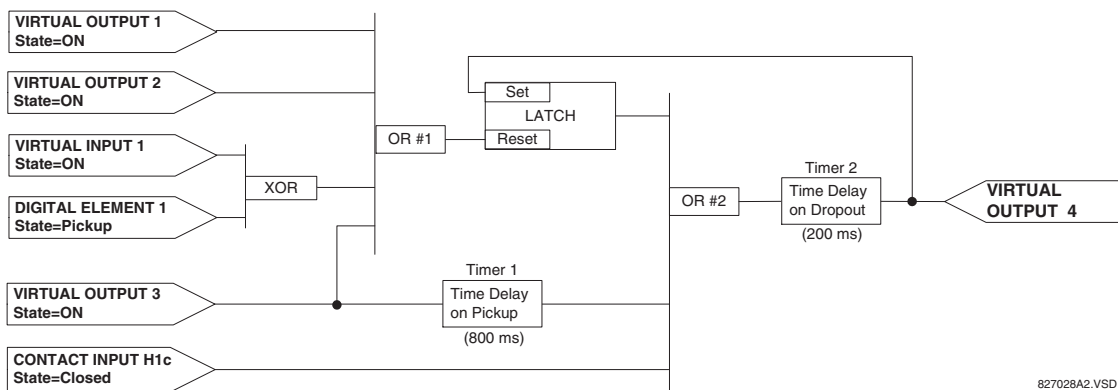 VIRTUAL OUTPUT 1
State=ON
VIRTUAL OUTPUT 2
State=ON
VIRTUAL INPUT 1
State=ON
DIGITAL ELEMENT 1
State=Pickup
VIRTUAL OUTPUT 3
State=ON
CONTACT INPUT H1c
State=Closed
XOR
OR #1
Set
LATCH
Reset
Timer 1
Time Delay
on Pickup
(800 ms)
OR #2
Timer 2
Time Delay
on Dropout
(200 ms)
VIRTUAL
OUTPUT 4
827028A2.VSD